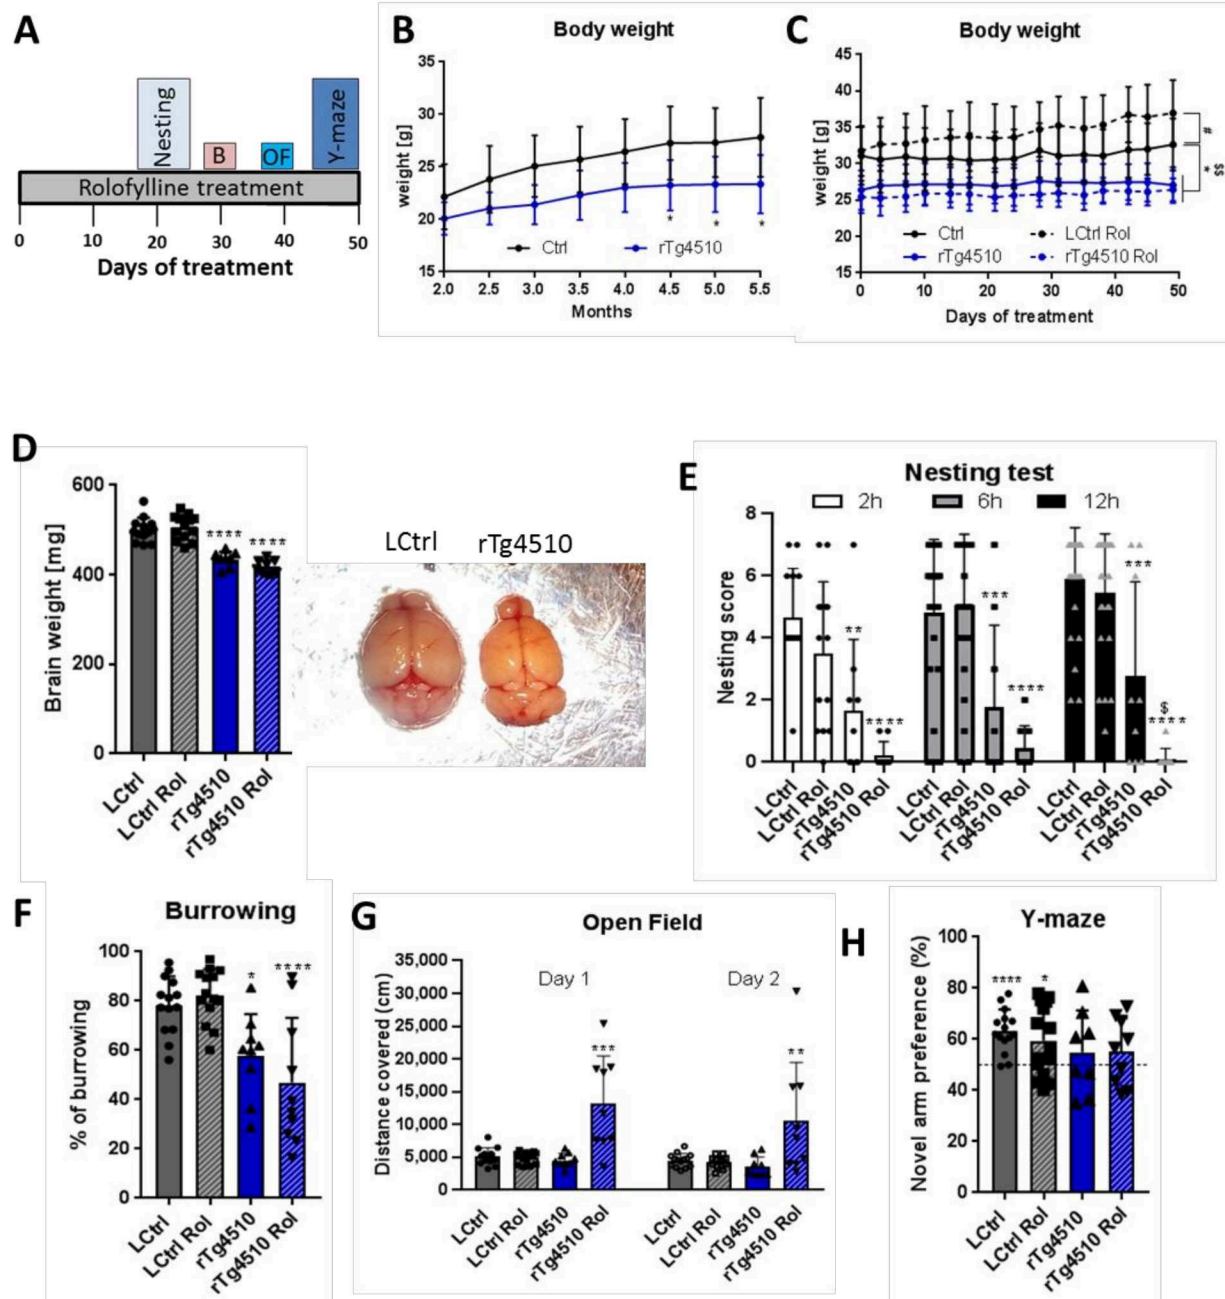 A
Nesting
B
OF
Y-maze
Rolofylline treatment
0 10 20 30 40 50
Days of treatment
B
Body weight
weight [g]
35
30
25
20
15
* * *
Ctrl rTg4510
2.0 2.5 3.0 3.5 4.0 4.5 5.0 5.5
Months
C
Body weight
weight [g]
45
40
35
30
25
20
15
#
* $$
Ctrl LCtrl Rol
rTg4510 rTg4510 Rol
0 10 20 31 40 50
Days of treatment
D
Brain weight [mg]
600
400
200
0
**** ****
LCtrl
LCtrl Rol
rTg4510
rTg4510 Rol
LCtrl rTg4510
E
Nesting test
2h 6h 12h
Nesting score
8
6
4
2
0
** **** *** **** *** $ ****
LCtrl
LCtrl Rol
rTg4510
rTg4510 Rol
LCtrl
LCtrl Rol
rTg4510
rTg4510 Rol
LCtrl
LCtrl Rol
rTg4510
rTg4510 Rol
F
Burrowing
% of burrowing
100
80
60
40
20
0
* ****
LCtrl
LCtrl Rol
rTg4510
rTg4510 Rol
G
Open Field
Day 1 Day 2
Distance covered (cm)
35,000
30,000
25,000
20,000
15,000
10,000
5,000
0
*** **
LCtrl
LCtrl Rol
rTg4510
rTg4510 Rol
LCtrl
LCtrl Rol
rTg4510
rTg4510 Rol
H
Y-maze
Novel arm preference (%)
100
80
60
40
20
0
**** *
LCtrl
LCtrl Rol
rTg4510
rTg4510 Rol